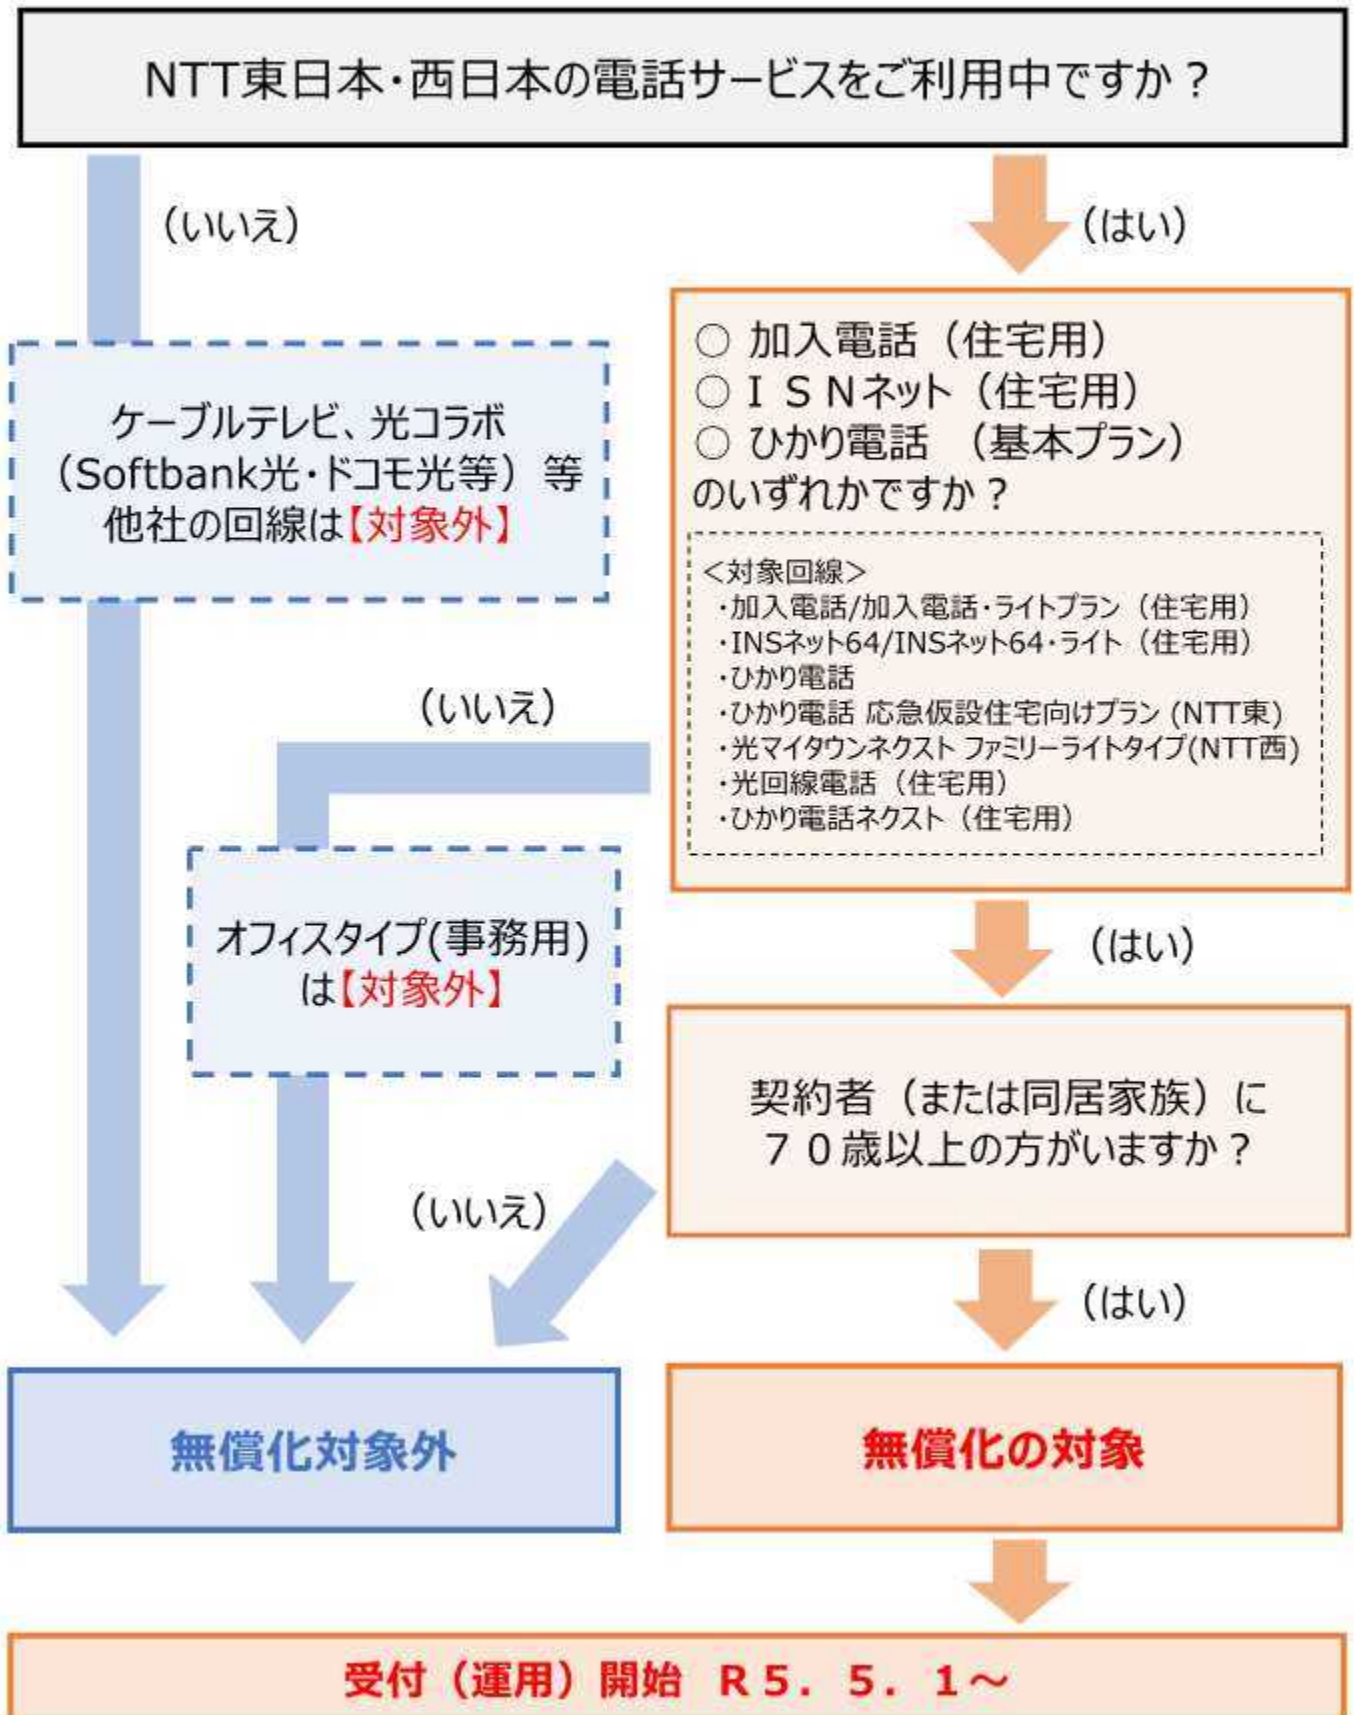 NTT東日本・西日本の電話サービスをご利用中ですか？
（いいえ）
（はい）
ケーブルテレビ、光コラボ
（Softbank光・ドコモ光等）等
他社の回線は【対象外】
○ 加入電話（住宅用）
○ ＩＳＮネット（住宅用）
○ ひかり電話 （基本プラン）
のいずれかですか？
＜対象回線＞
・加入電話/加入電話・ライトプラン（住宅用）
・INSネット64/INSネット64・ライト（住宅用）
・ひかり電話
・ひかり電話 応急仮設住宅向けプラン (NTT東)
・光マイタウンネクスト ファミリーライトタイプ(NTT西)
・光回線電話（住宅用）
・ひかり電話ネクスト（住宅用）
（いいえ）
オフィスタイプ(事務用)
は【対象外】
（はい）
契約者（または同居家族）に
７０歳以上の方がいますか？
（いいえ）
（はい）
無償化対象外
無償化の対象
受付（運用）開始 Ｒ５．５．１～